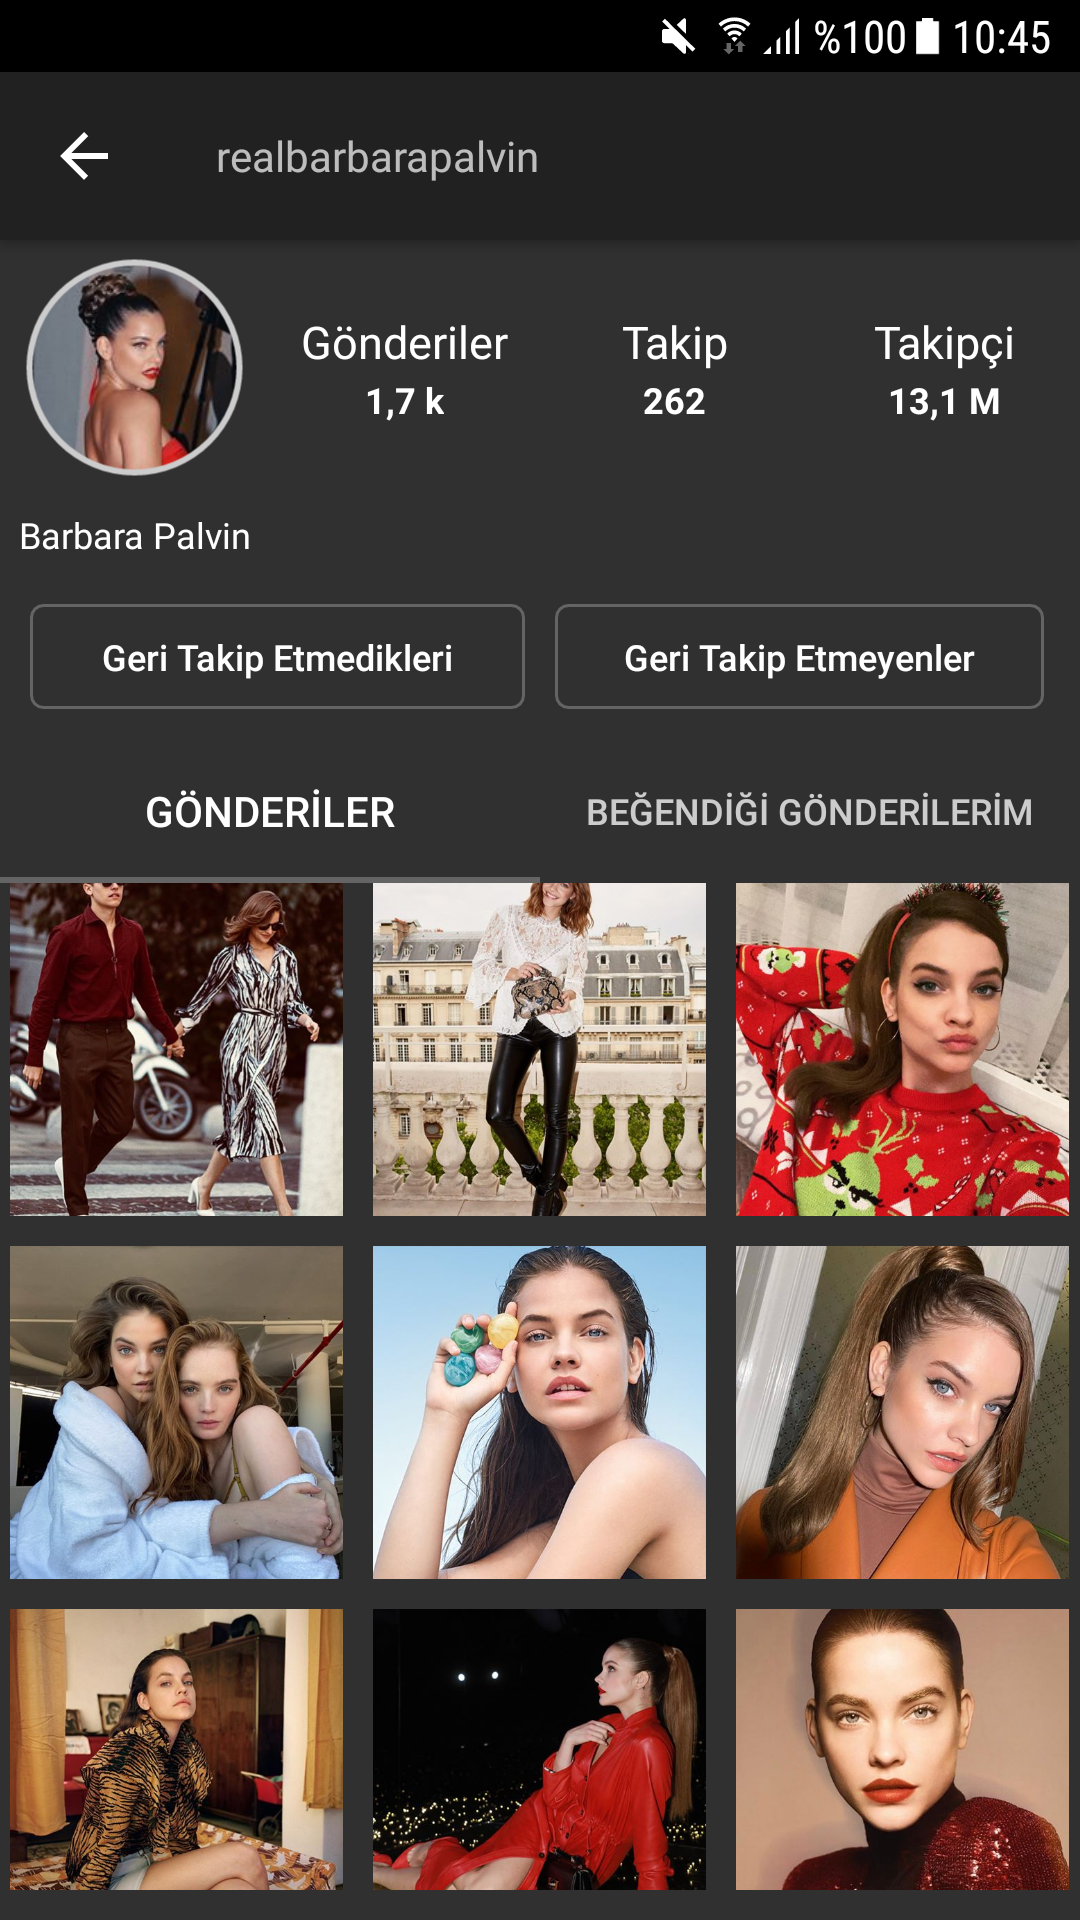 %100 10:45
realbarbarapalvin
Gönderiler Takip Takipçi
1,7 k 262 13,1 M
Barbara Palvin
Geri Takip Etmedikleri Geri Takip Etmeyenler
GÖNDERİLER BEĞENDİĞİ GÖNDERİLERİM